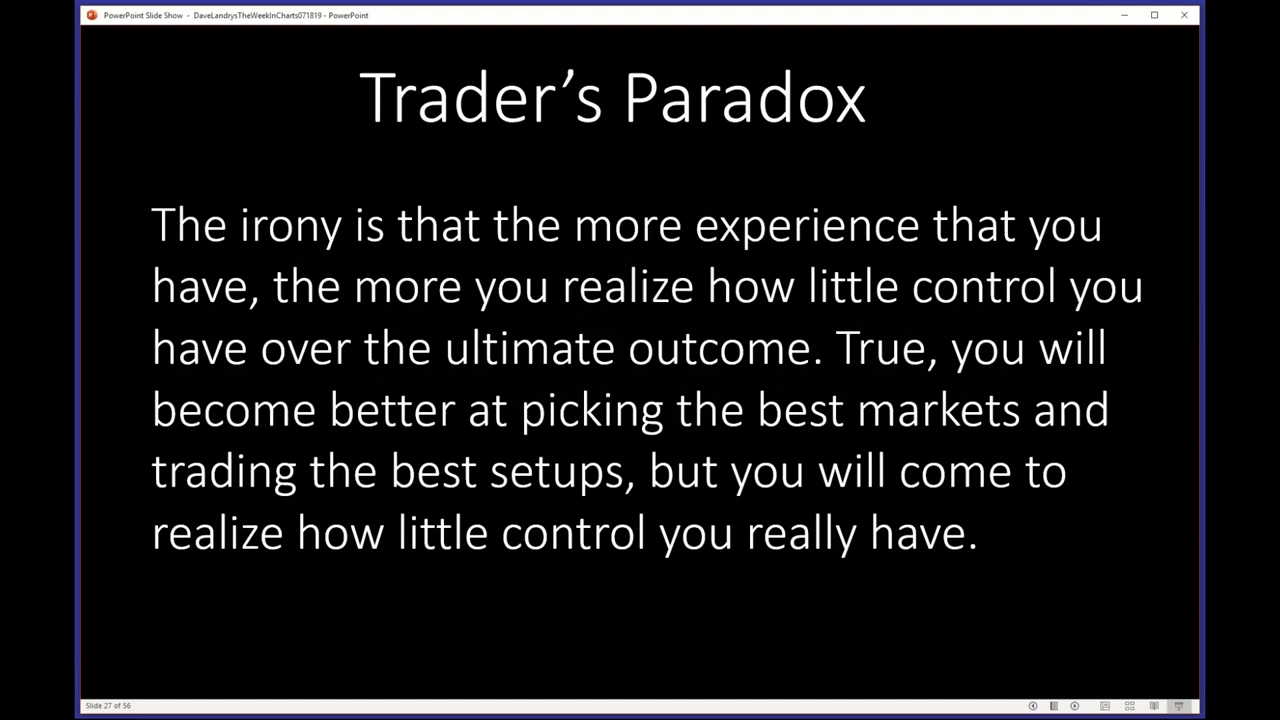 PowerPoint Slide Show - DaveLandrysTheWeekInCharts071819 - PowerPoint
Trader’s Paradox
The irony is that the more experience that you
have, the more you realize how little control you
have over the ultimate outcome. True, you will
become better at picking the best markets and
trading the best setups, but you will come to
realize how little control you really have.
Slide 27 of 56